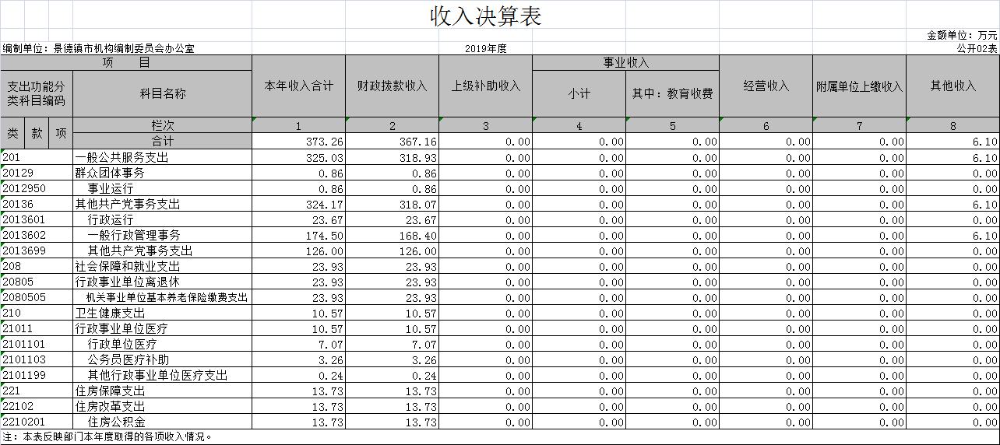 收入决算表
金额单位：万元
编制单位：景德镇市机构编制委员会办公室 2019年度 公开02表
项 目 本年收入合计 财政拨款收入 上级补助收入 事业收入 经营收入 附属单位上缴收入 其他收入
支出功能分类科目编码 科目名称 小计 其中：教育收费
类 款 项 栏次 1 2 3 4 5 6 7 8
合计 373.26 367.16 0.00 0.00 0.00 0.00 0.00 6.10
201 一般公共服务支出 325.03 318.93 0.00 0.00 0.00 0.00 0.00 6.10
20129 群众团体事务 0.86 0.86 0.00 0.00 0.00 0.00 0.00 0.00
2012950 事业运行 0.86 0.86 0.00 0.00 0.00 0.00 0.00 0.00
20136 其他共产党事务支出 324.17 318.07 0.00 0.00 0.00 0.00 0.00 6.10
2013601 行政运行 23.67 23.67 0.00 0.00 0.00 0.00 0.00 0.00
2013602 一般行政管理事务 174.50 168.40 0.00 0.00 0.00 0.00 0.00 6.10
2013699 其他共产党事务支出 126.00 126.00 0.00 0.00 0.00 0.00 0.00 0.00
208 社会保障和就业支出 23.93 23.93 0.00 0.00 0.00 0.00 0.00 0.00
20805 行政事业单位离退休 23.93 23.93 0.00 0.00 0.00 0.00 0.00 0.00
2080505 机关事业单位基本养老保险缴费支出 23.93 23.93 0.00 0.00 0.00 0.00 0.00 0.00
210 卫生健康支出 10.57 10.57 0.00 0.00 0.00 0.00 0.00 0.00
21011 行政事业单位医疗 10.57 10.57 0.00 0.00 0.00 0.00 0.00 0.00
2101101 行政单位医疗 7.07 7.07 0.00 0.00 0.00 0.00 0.00 0.00
2101103 公务员医疗补助 3.26 3.26 0.00 0.00 0.00 0.00 0.00 0.00
2101199 其他行政事业单位医疗支出 0.24 0.24 0.00 0.00 0.00 0.00 0.00 0.00
221 住房保障支出 13.73 13.73 0.00 0.00 0.00 0.00 0.00 0.00
22102 住房改革支出 13.73 13.73 0.00 0.00 0.00 0.00 0.00 0.00
2210201 住房公积金 13.73 13.73 0.00 0.00 0.00 0.00 0.00 0.00
注：本表反映部门本年度取得的各项收入情况。